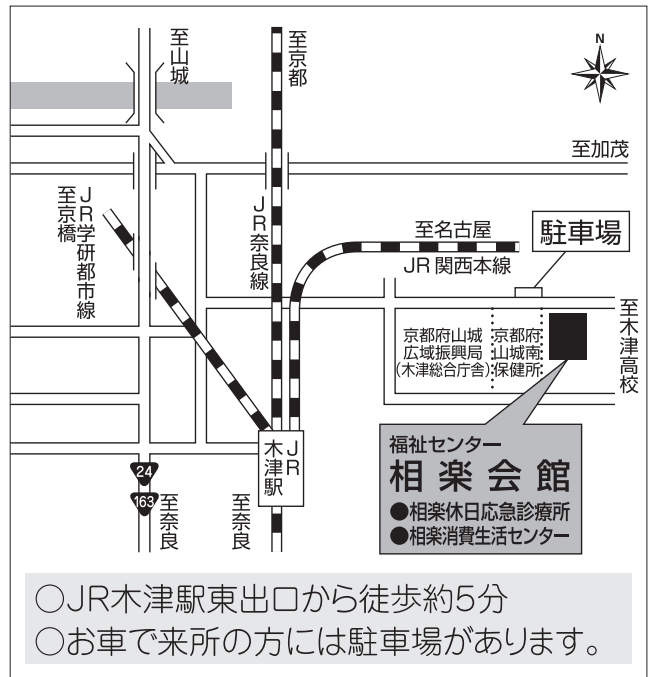 至山城
至京都
N
至加茂
JR学研都市線
至京橋
JR奈良線
至名古屋
JR関西本線
駐車場
至木津高校
京都府山城
広域振興局
(木津総合庁舎)
京都府
山城南
保健所
福祉センター
相楽会館
●相楽休日応急診療所
●相楽消費生活センター
JR
木津駅
24
163
至奈良
至奈良
○JR木津駅東出口から徒歩約5分
○お車で来所の方には駐車場があります。